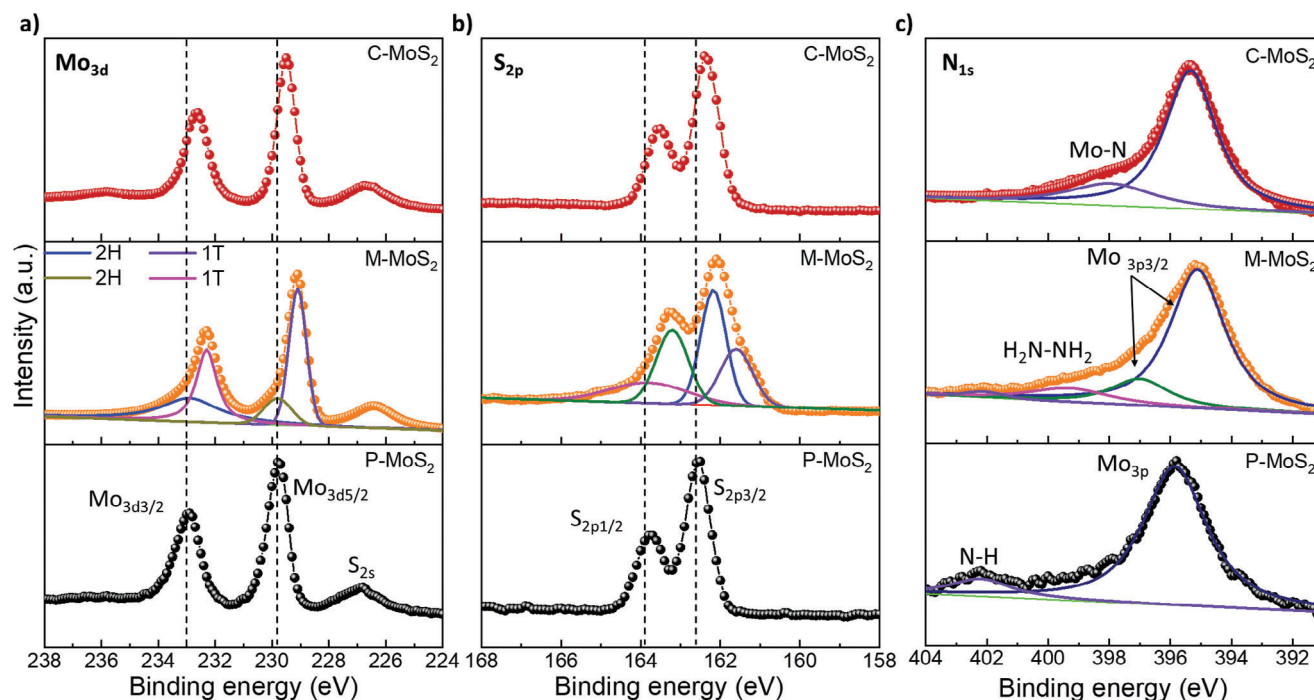 a)
Mo3d
C-MoS2
2H
1T
2H
1T
M-MoS2
P-MoS2
Mo3d3/2
Mo3d5/2
S2s
238 236 234 232 230 228 226 224
Binding energy (eV)
Intensity (a.u.)
b)
S2p
C-MoS2
M-MoS2
P-MoS2
S2p1/2
S2p3/2
168 166 164 162 160 158
Binding energy (eV)
c)
N1s
C-MoS2
Mo-N
M-MoS2
Mo 3p3/2
H2N-NH2
P-MoS2
Mo3p
N-H
404 402 400 398 396 394 392
Binding energy (eV)